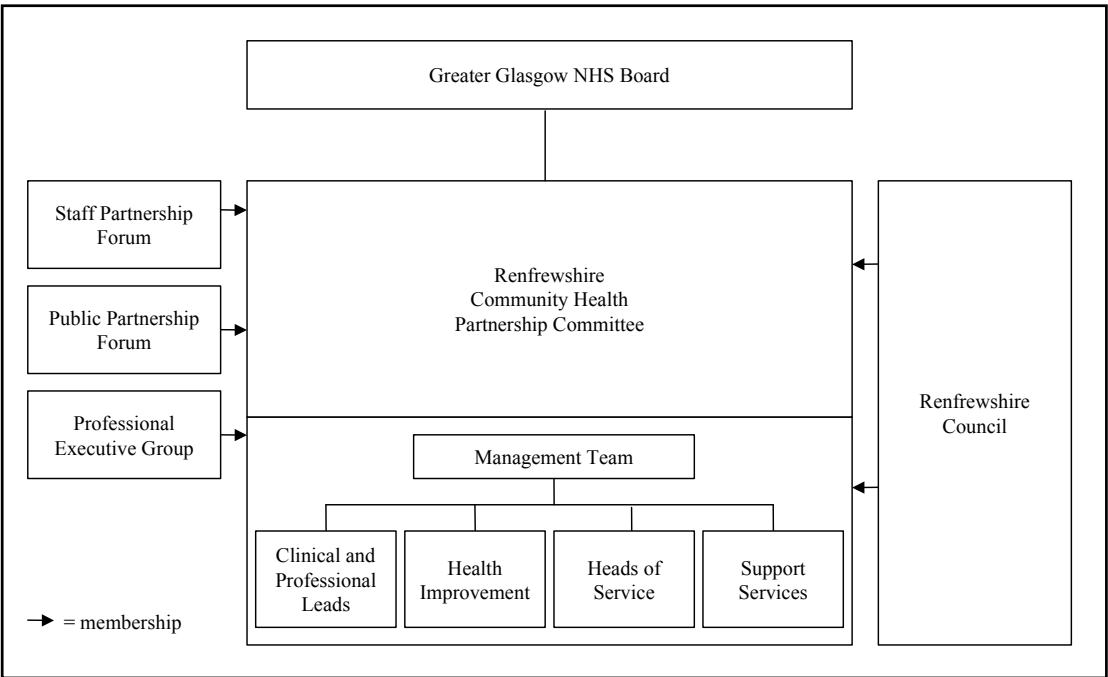 Greater Glasgow NHS Board
Staff Partnership
Forum
Public Partnership
Forum
Professional
Executive Group
Renfrewshire
Community Health
Partnership Committee
Renfrewshire
Council
Management Team
Clinical and
Professional
Leads
Health
Improvement
Heads of
Service
Support
Services
= membership